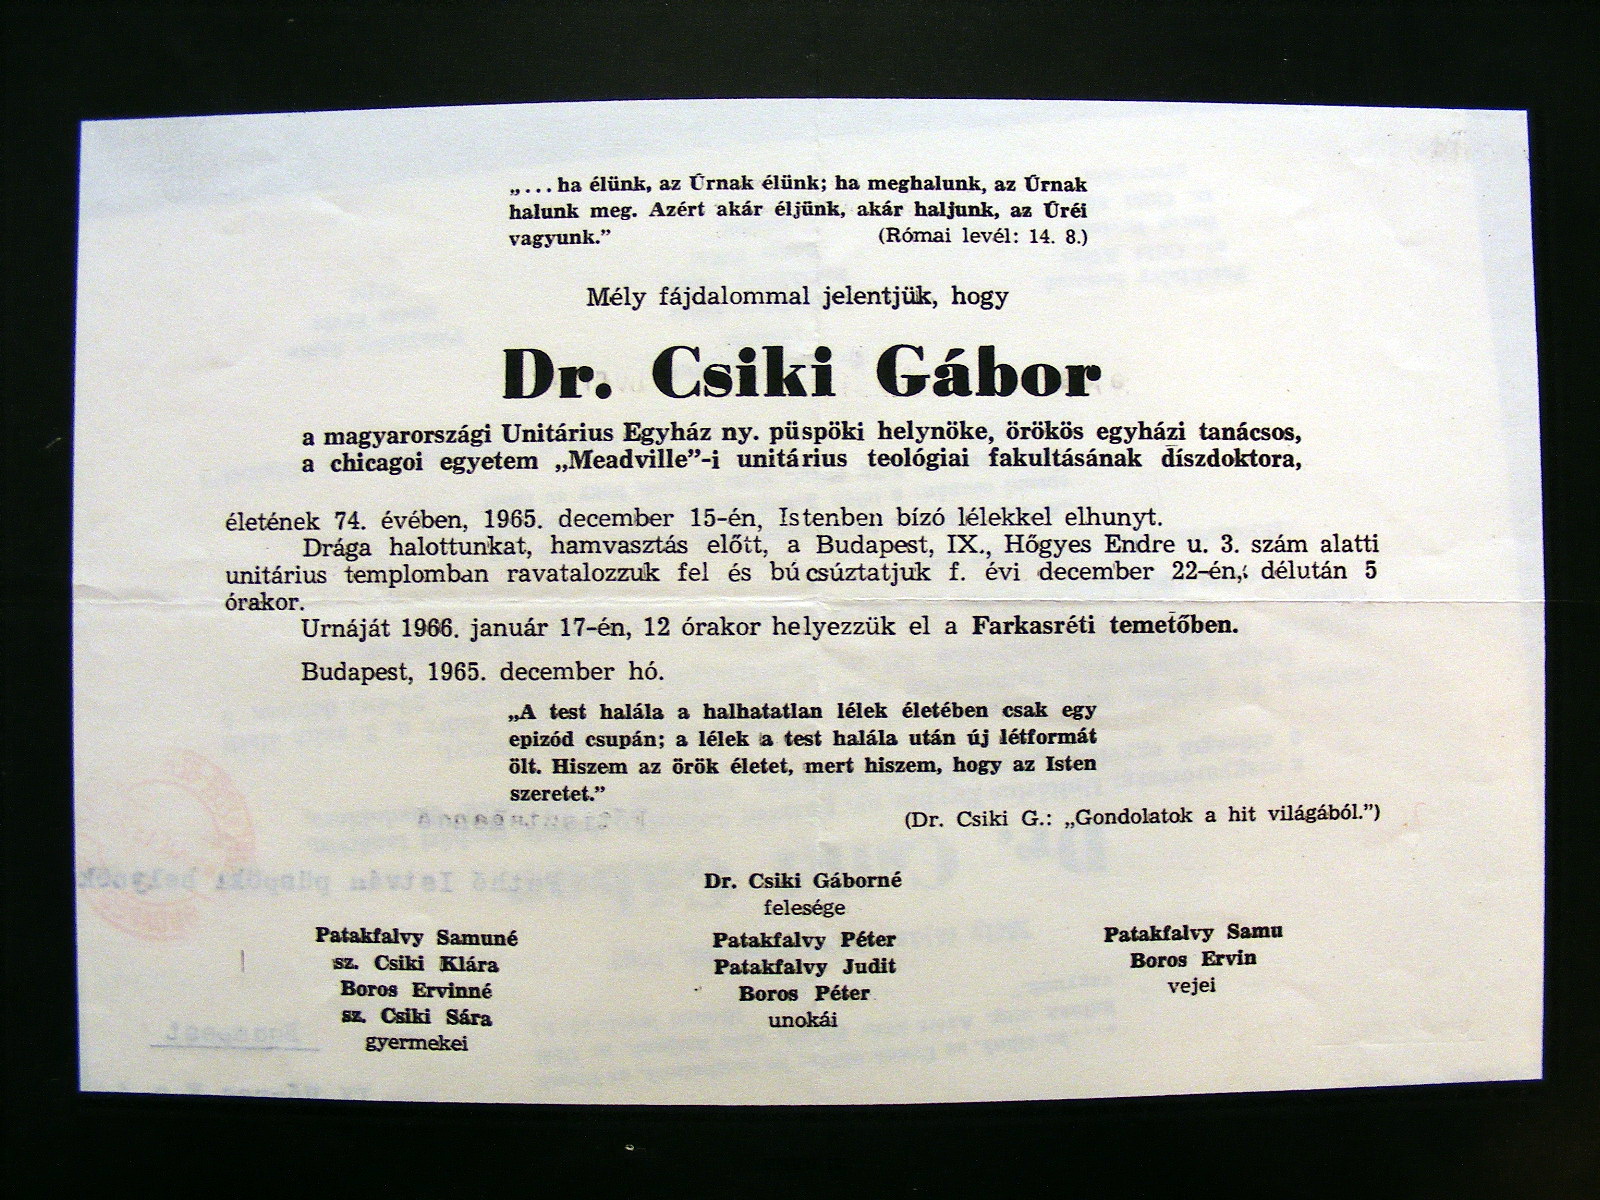 „...ha élünk, az Úrnak élünk; ha meghalunk, az Úrnak
halunk meg. Azért akár éljünk, akár haljunk, az Úréi
vagyunk.” (Római levél: 14. 8.)
Mély fájdalommal jelentjük, hogy
Dr. Csiki Gábor
a magyarországi Unitárius Egyház ny. püspöki helynöke, örökös egyházi tanácsos,
a chicagoi egyetem „Meadville”-i unitárius teológiai fakultásának díszdoktora,
életének 74. évében, 1965. december 15-én, Istenben bízó lélekkel elhunyt.
Drága halottunkat, hamvasztás előtt, a Budapest, IX., Hőgyes Endre u. 3. szám alatti
unitárius templomban ravatalozzuk fel és búcsúztatjuk f. évi december 22-én, délután 5
órakor.
Urnáját 1966. január 17-én, 12 órakor helyezzük el a Farkasréti temetőben.
Budapest, 1965. december hó.
„A test halála a halhatatlan lélek életében csak egy
epizód csupán; a lélek a test halála után új létformát
ölt. Hiszem az örök életet, mert hiszem, hogy az Isten
szeretet.”
(Dr. Csiki G.: „Gondolatok a hit világából.”)
Dr. Csiki Gáborné
felesége
Patakfalvy Samuné
sz. Csiki Klára
Boros Ervinné
sz. Csiki Sára
gyermekei
Patakfalvy Péter
Patakfalvy Judit
Boros Péter
unokái
Patakfalvy Samu
Boros Ervin
vejei